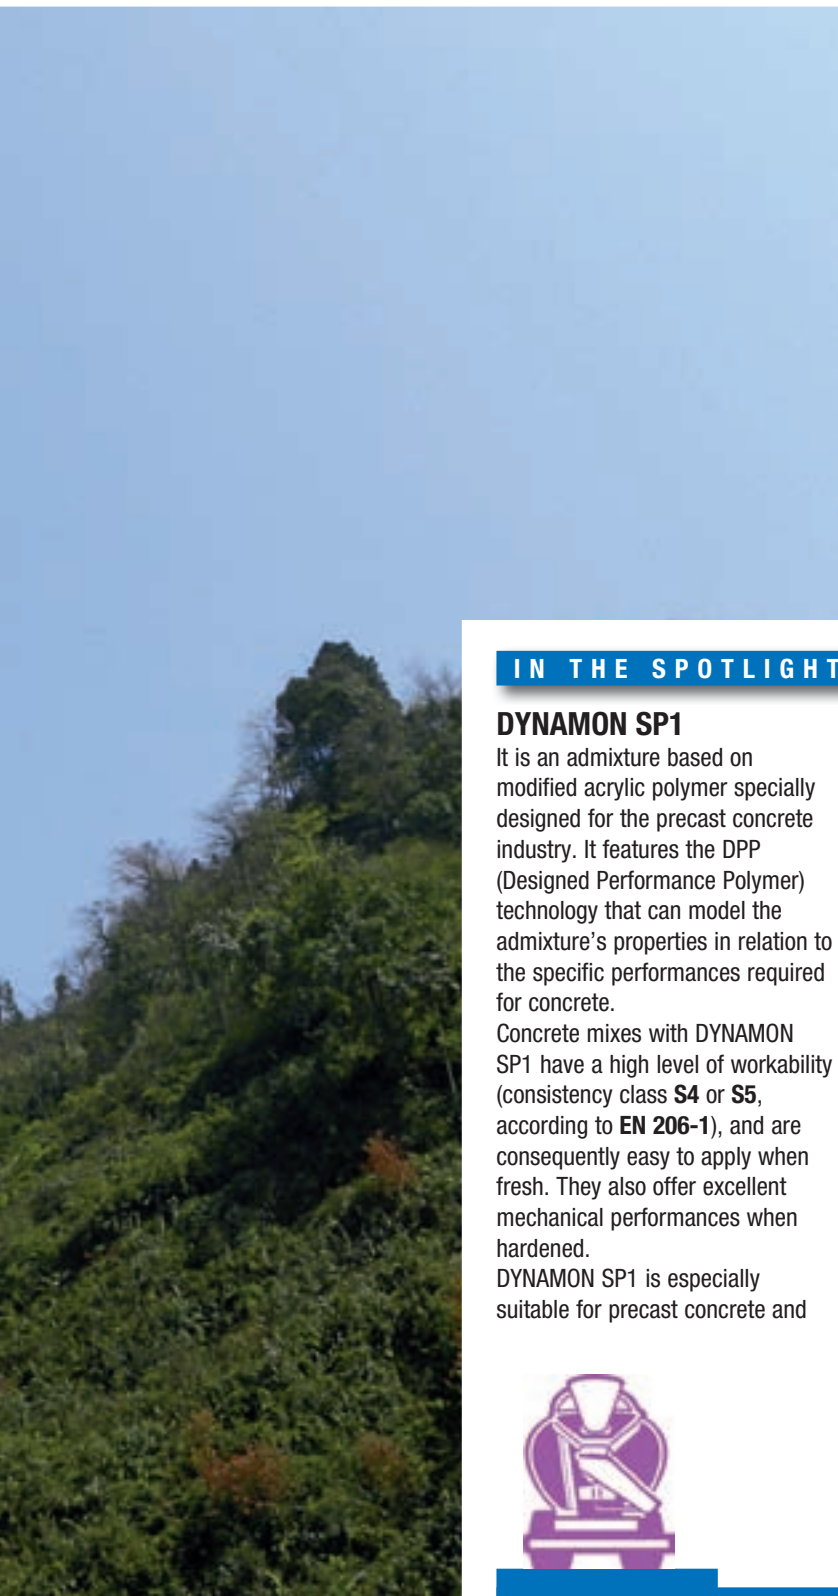 IN THE SPOTLIGHT
DYNAMON SP1
It is an admixture based on
modified acrylic polymer specially
designed for the precast concrete
industry. It features the DPP
(Designed Performance Polymer)
technology that can model the
admixture's properties in relation to
the specific performances required
for concrete.
Concrete mixes with DYNAMON
SP1 have a high level of workability
(consistency class S4 or S5,
according to EN 206-1), and are
consequently easy to apply when
fresh. They also offer excellent
mechanical performances when
hardened.
DYNAMON SP1 is especially
suitable for precast concrete and